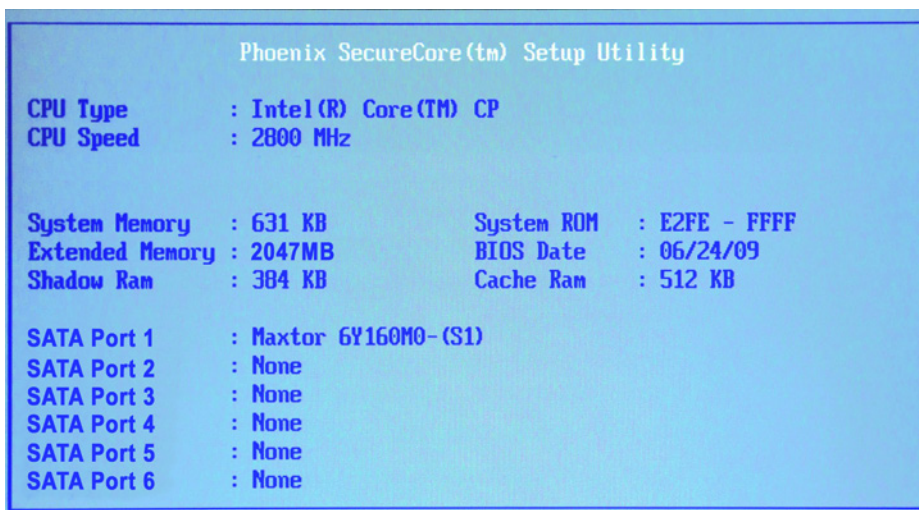 Phoenix SecureCore(tm) Setup Utility
CPU Type : Intel(R) Core(TM) CP
CPU Speed : 2800 MHz
System Memory : 631 KB System ROM : E2FE - FFFF
Extended Memory : 2047MB BIOS Date : 06/24/09
Shadow Ram : 384 KB Cache Ram : 512 KB
SATA Port 1 : Maxtor 6Y160M0-(S1)
SATA Port 2 : None
SATA Port 3 : None
SATA Port 4 : None
SATA Port 5 : None
SATA Port 6 : None